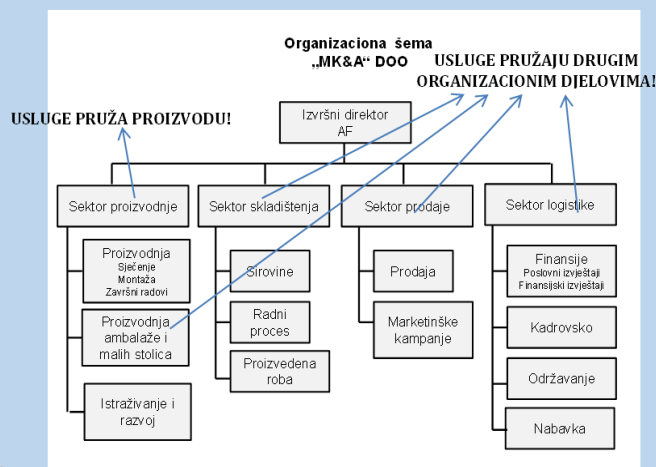 Organizaciona šema
„MK&A“ DOO
USLUGE PRUŽAJU DRUGIM
ORGANIZACIONIM DJELOVIMA!
USLUGE PRUŽA PROIZVODU!
Izvršni direktor
AF
Sektor proizvodnje
Sektor skladištenja
Sektor prodaje
Sektor logistike
Proizvodnja
Sječenje
Montaža
Završni radovi
Proizvodnja
ambalaže i
malih stolica
Istraživanje i
razvoj
Sirovine
Radni
proces
Proizvedena
roba
Prodaja
Marketinške
kampanje
Finansije
Poslovni izvještaji
Finansijski izvještaji
Kadrovsko
Održavanje
Nabavka